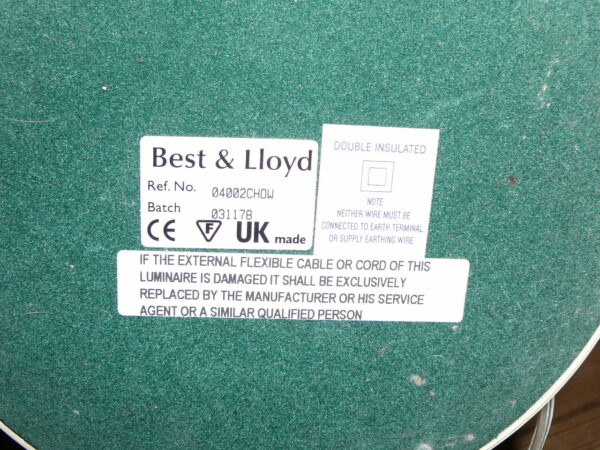 Best & Lloyd
Ref. No. 04002CHOW
Batch 031178
CE F UK made
DOUBLE INSULATED
NOTE
NEITHER WIRE MUST BE
CONNECTED TO EARTH TERMINAL
OR SUPPLY EARTHING WIRE
IF THE EXTERNAL FLEXIBLE CABLE OR CORD OF THIS
LUMINAIRE IS DAMAGED IT SHALL BE EXCLUSIVELY
REPLACED BY THE MANUFACTURER OR HIS SERVICE
AGENT OR A SIMILAR QUALIFIED PERSON